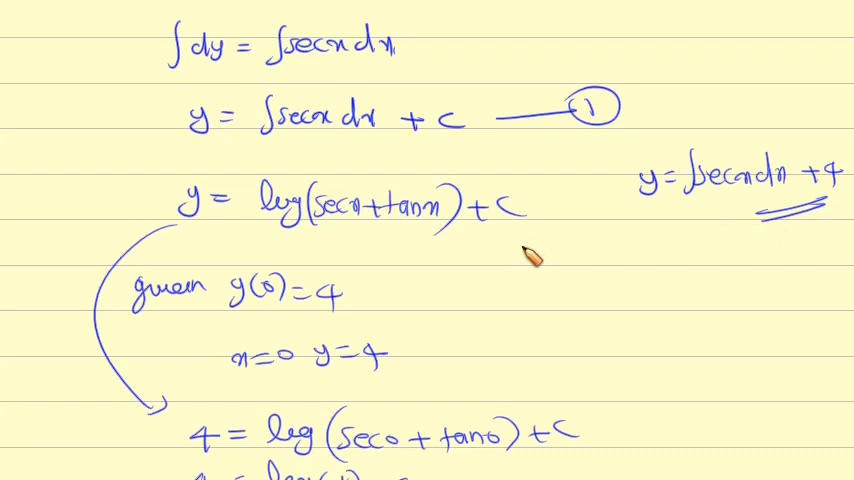 ∫dy = ∫secx dx
y = ∫secx dx + c ——— ①
y = ∫secx dx + 4
y = log(secx+tanx)+c
given y(0)=4
x=0 y=4
4 = log(sec0+tan0)+c